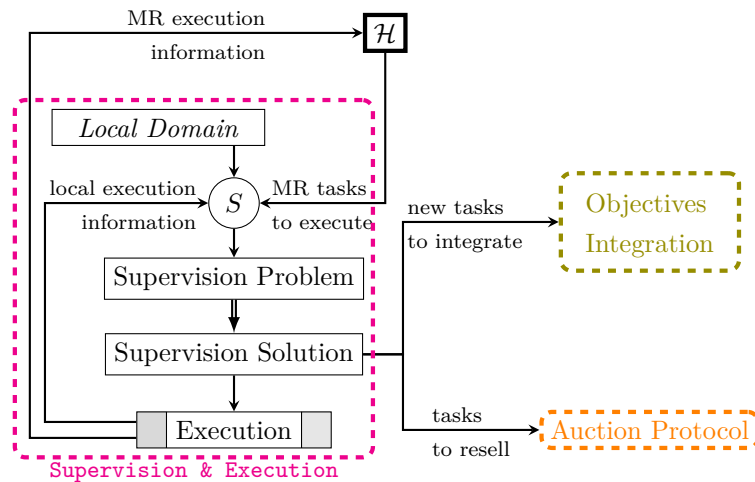 MR execution
information
ℋ
Local Domain
local execution
information
S
MR tasks
to execute
new tasks
to integrate
Objectives
Integration
Supervision Problem
Supervision Solution
Execution
tasks
to resell
Auction Protocol
Supervision & Execution